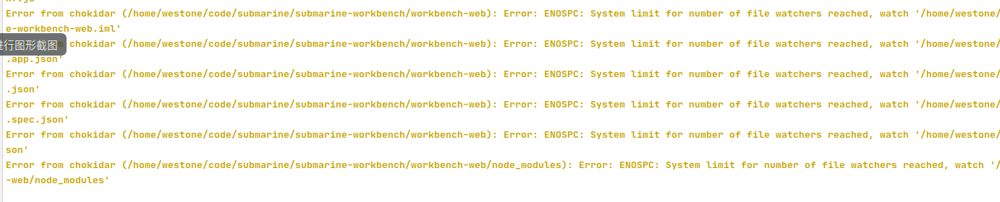 Error from chokidar (/home/westone/code/submarine/submarine-workbench/workbench-web): Error: ENOSPC: System limit for number of file watchers reached, watch '/home/westone/
e-workbench-web.iml'
进行图形截图
chokidar (/home/westone/code/submarine/submarine-workbench/workbench-web): Error: ENOSPC: System limit for number of file watchers reached, watch '/home/westone/
.app.json'
Error from chokidar (/home/westone/code/submarine/submarine-workbench/workbench-web): Error: ENOSPC: System limit for number of file watchers reached, watch '/home/westone/
.json'
Error from chokidar (/home/westone/code/submarine/submarine-workbench/workbench-web): Error: ENOSPC: System limit for number of file watchers reached, watch '/home/westone/
.spec.json'
Error from chokidar (/home/westone/code/submarine/submarine-workbench/workbench-web): Error: ENOSPC: System limit for number of file watchers reached, watch '/home/westone/
son'
Error from chokidar (/home/westone/code/submarine/submarine-workbench/workbench-web/node_modules): Error: ENOSPC: System limit for number of file watchers reached, watch '/
-web/node_modules'